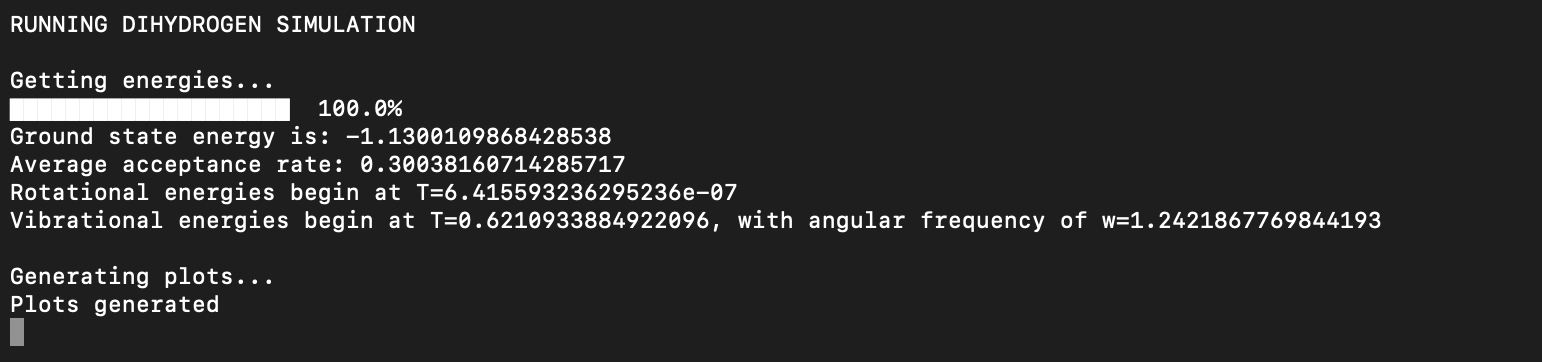 RUNNING DIHYDROGEN SIMULATION
Getting energies...
100.0%
Ground state energy is: -1.1300109868428538
Average acceptance rate: 0.30038160714285717
Rotational energies begin at T=6.415593236295236e-07
Vibrational energies begin at T=0.6210933884922096, with angular frequency of w=1.2421867769844193
Generating plots...
Plots generated